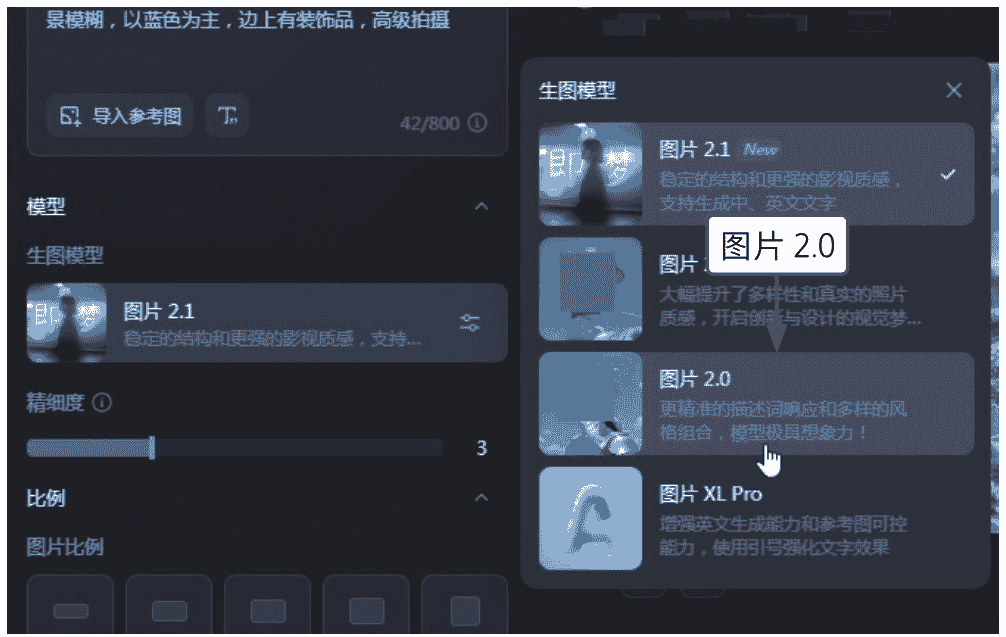 景模糊，以蓝色为主，边上有装饰品，高级拍摄
导入参考图
42/800
模型
生图模型
图片 2.1
稳定的结构和更强的影视质感，支持...
精细度
3
比例
图片比例
生图模型
图片 2.1 New
稳定的结构和更强的影视质感，
支持生成中、英文文字
图片 2.0
图片 2.
大幅提升了多样性和真实的照片
质感，开启创影与设计的视觉梦...
图片 2.0
更精准的描述词响应和多样的风
格组合，模型极具想象力！
图片 XL Pro
增强英文生成能力和参考图可控
能力，使用引号强化文字效果